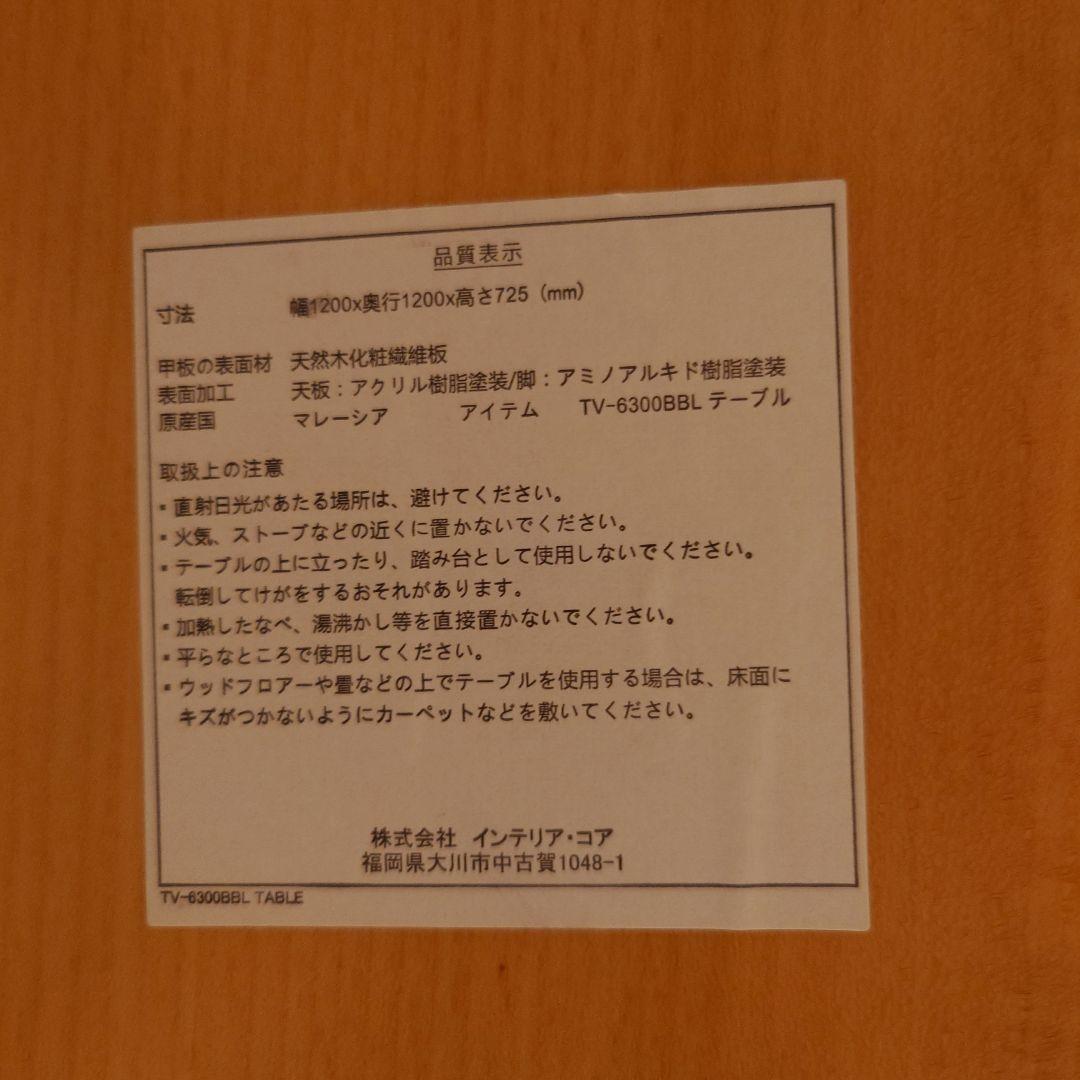 品質表示
寸法 幅1200x奥行1200x高さ725（mm）
甲板の表面材 天然木化粧繊維板
表面加工 天板：アクリル樹脂塗装/脚：アミノアルキド樹脂塗装
原産国 マレーシア アイテム TV-6300BBL テーブル
取扱上の注意
▪直射日光があたる場所は、避けてください。
▪火気、ストーブなどの近くに置かないでください。
▪テーブルの上に立ったり、踏み台として使用しないでください。
転倒してけがをするおそれがあります。
▪加熱したなべ、湯沸かし等を直接置かないでください。
▪平らなところで使用してください。
▪ウッドフロアーや畳などの上でテーブルを使用する場合は、床面に
キズがつかないようにカーペットなどを敷いてください。
株式会社 インテリア・コア
福岡県大川市中古賀1048-1
TV-6300BBL TABLE